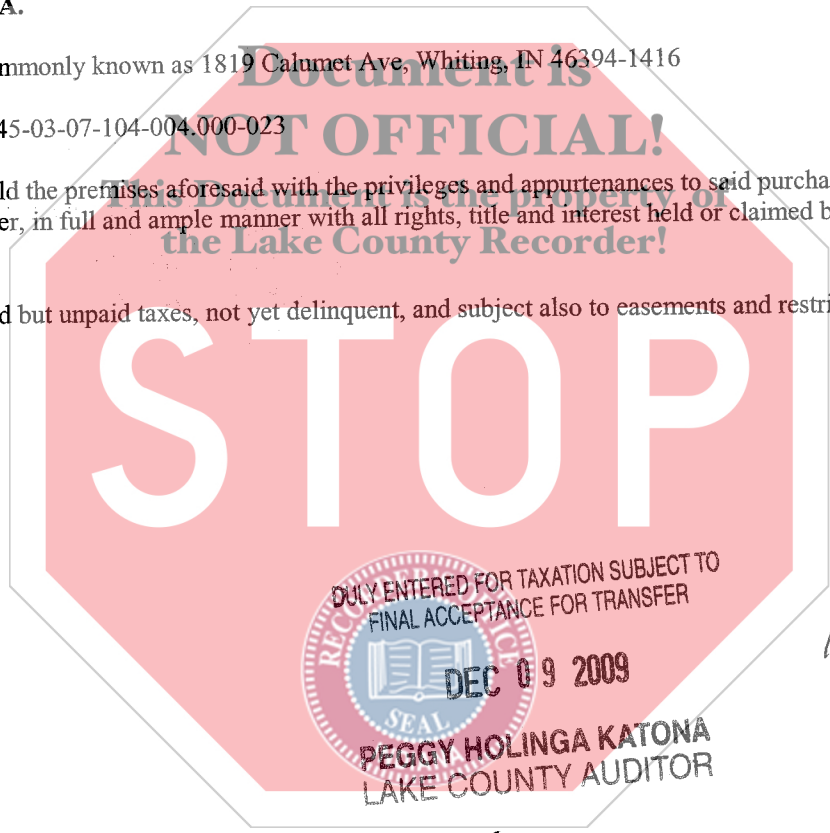 A.
mmonly known as 1819 Calumet Ave, Whiting, IN 46394-1416
Document is
45-03-07-104-004.000-023
NOT OFFICIAL!
ld the premises aforesaid with the privileges and appurtenances to said purcha
This Document is the property of
er, in full and ample manner with all rights, title and interest held or claimed b
the Lake County Recorder!
d but unpaid taxes, not yet delinquent, and subject also to easements and restri
STOP
DULY ENTERED FOR TAXATION SUBJECT TO
FINAL ACCEPTANCE FOR TRANSFER
RECORDER'S OFFICE
SEAL
DEC 09 2009
PEGGY HOLINGA KATONA
LAKE COUNTY AUDITOR